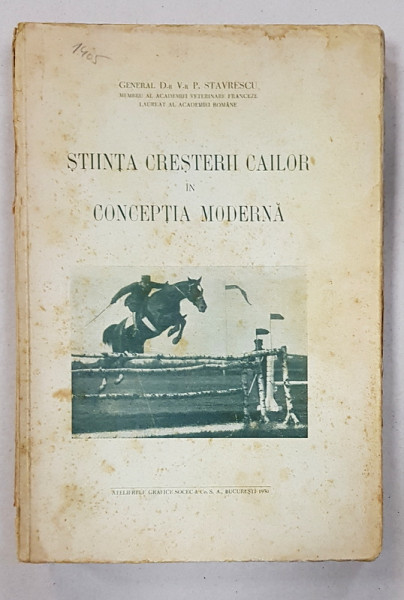 1405
GENERAL D-R V-R P. STAVRESCU
MEMBRU AL ACADEMIEI VETERINARE FRANCEZE
LAUREAT AL ACADEMIEI ROMÂNE
ȘTIINȚA CREȘTERII CAILOR
ÎN
CONCEPȚIA MODERNĂ
ATELIERELE GRAFICE SOCEC & Co. S. A., BUCUREȘTI 1936